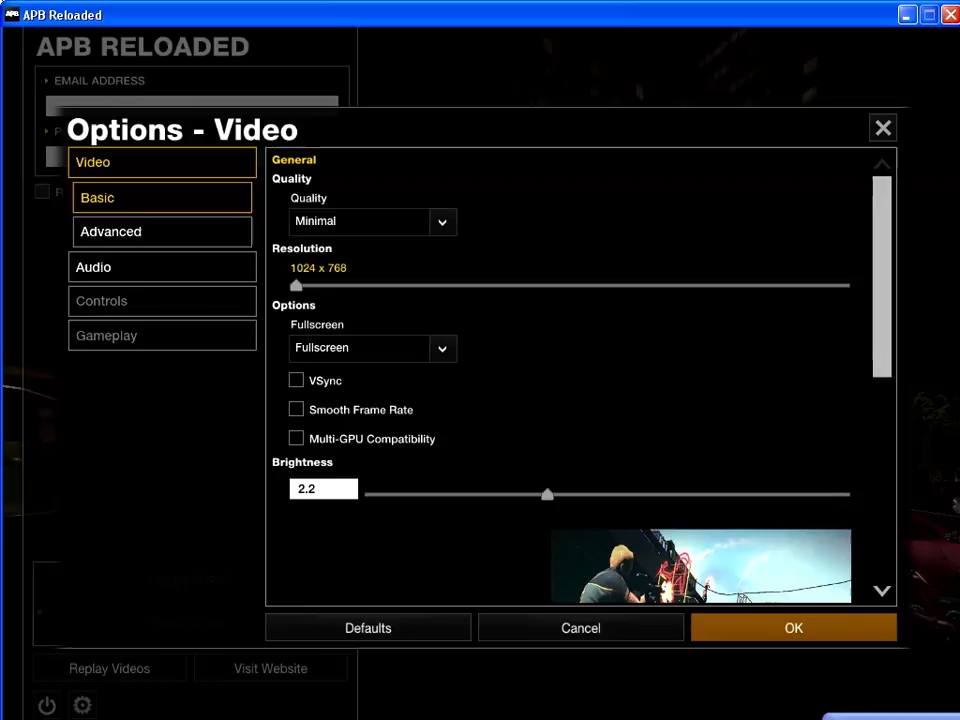 APB APB Reloaded
APB RELOADED
EMAIL ADDRESS
Options - Video
Video
Basic
Advanced
Audio
Controls
Gameplay
General
Quality
Quality
Minimal
Resolution
1024 x 768
Options
Fullscreen
Fullscreen
VSync
Smooth Frame Rate
Multi-GPU Compatibility
Brightness
2.2
Defaults
Cancel
OK
Replay Videos
Visit Website